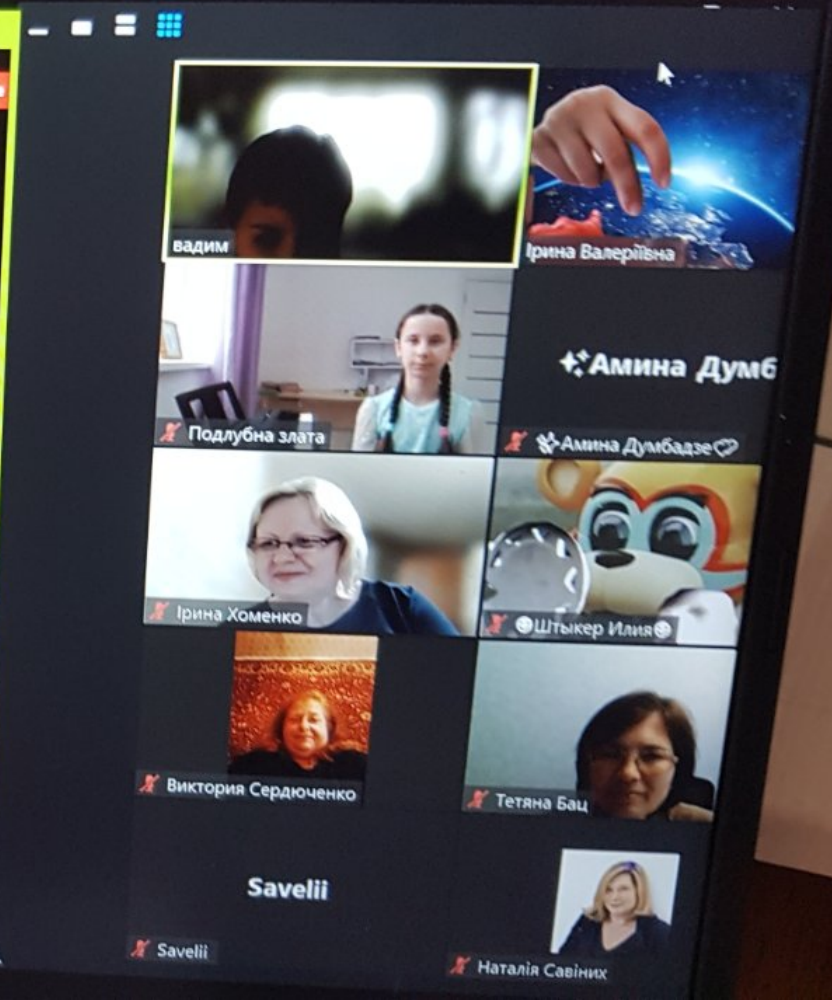 вадим
Ірина Валеріївна
Подлубна злата
✨Амина Думб
✨Амина Думбадзе♡
Ірина Хоменко
☻Штыкер Илия☻
Виктория Сердюченко
Тетяна Бац
Savelii
Savelii
Наталія Савіних